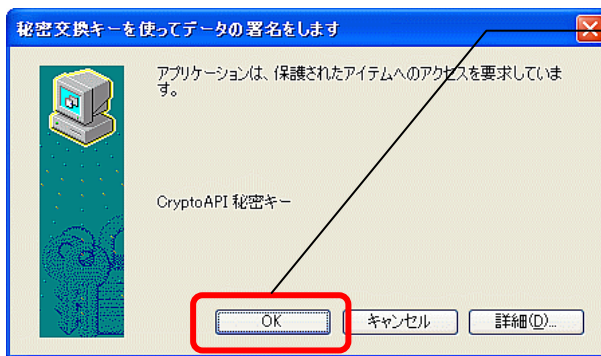 秘密交換キーを使ってデータの署名をします
アプリケーションは、保護されたアイテムへのアクセスを要求していま
す。
CryptoAPI 秘密キー
OK
キャンセル
詳細(D)...